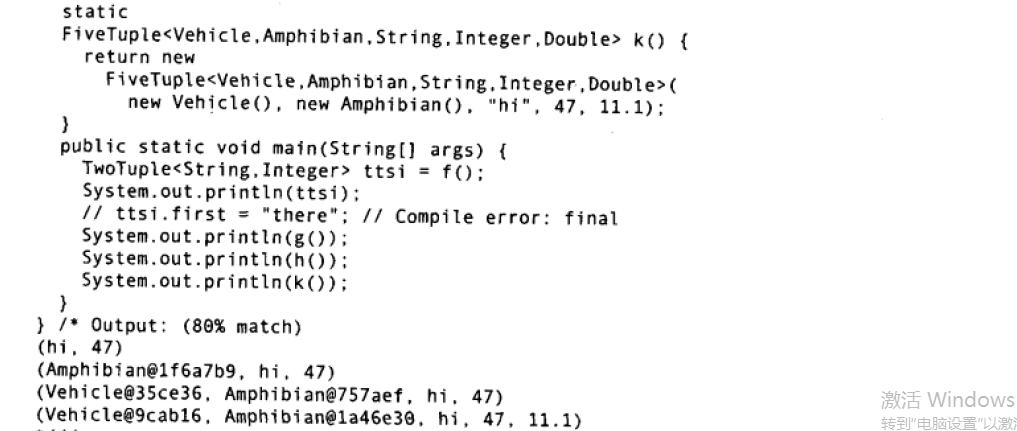 static
FiveTuple<Vehicle,Amphibian,String,Integer,Double> k() {
return new
FiveTuple<Vehicle,Amphibian,String,Integer,Double>(
new Vehicle(), new Amphibian(), "hi", 47, 11.1);
}
public static void main(String[] args) {
TwoTuple<String,Integer> ttsi = f();
System.out.println(ttsi);
// ttsi.first = "there"; // Compile error: final
System.out.println(g());
System.out.println(h());
System.out.println(k());
}
} /* Output: (80% match)
(hi, 47)
(Amphibian@1f6a7b9, hi, 47)
(Vehicle@35ce36, Amphibian@757aef, hi, 47)
(Vehicle@9cab16, Amphibian@1a46e30, hi, 47, 11.1)
激活 Windows
转到"电脑设置"以激